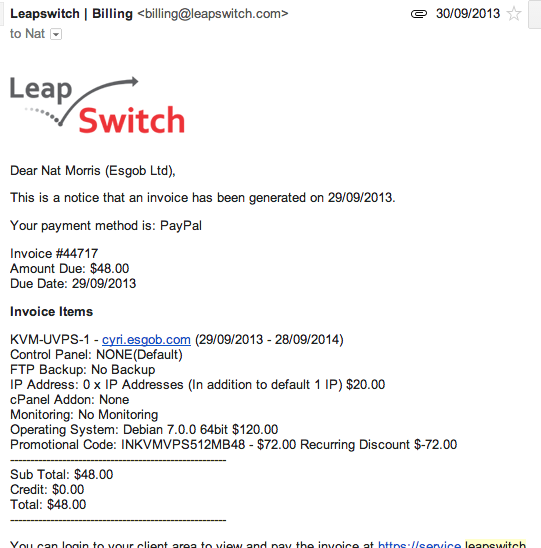 Leapswitch | Billing <billing@leapswitch.com> 30/09/2013
to Nat
Leap
Switch
Dear Nat Morris (Esgob Ltd),
This is a notice that an invoice has been generated on 29/09/2013.
Your payment method is: PayPal
Invoice #44717
Amount Due: $48.00
Due Date: 29/09/2013
Invoice Items
KVM-UVPS-1 - cyri.esgob.com (29/09/2013 - 28/09/2014)
Control Panel: NONE(Default)
FTP Backup: No Backup
IP Address: 0 x IP Addresses (In addition to default 1 IP) $20.00
cPanel Addon: None
Monitoring: No Monitoring
Operating System: Debian 7.0.0 64bit $120.00
Promotional Code: INKVMVPS512MB48 - $72.00 Recurring Discount $-72.00
------------------------------------------------------
Sub Total: $48.00
Credit: $0.00
Total: $48.00
------------------------------------------------------
You can login to your client area to view and pay the invoice at https://service.leapswitch